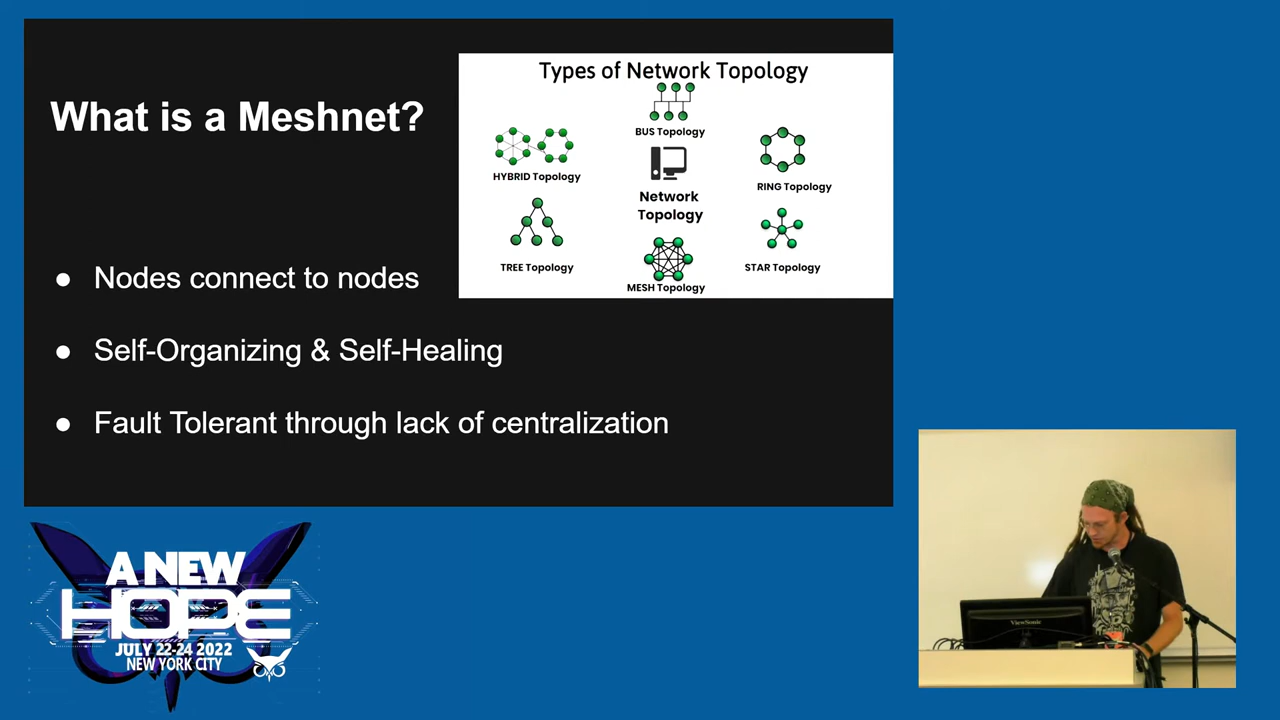 What is a Meshnet?
Types of Network Topology
BUS Topology
HYBRID Topology
RING Topology
Network
Topology
TREE Topology
STAR Topology
MESH Topology
● Nodes connect to nodes
● Self-Organizing & Self-Healing
● Fault Tolerant through lack of centralization
A NEW
HOPE
JULY 22-24 2022
NEW YORK CITY
ViewSonic